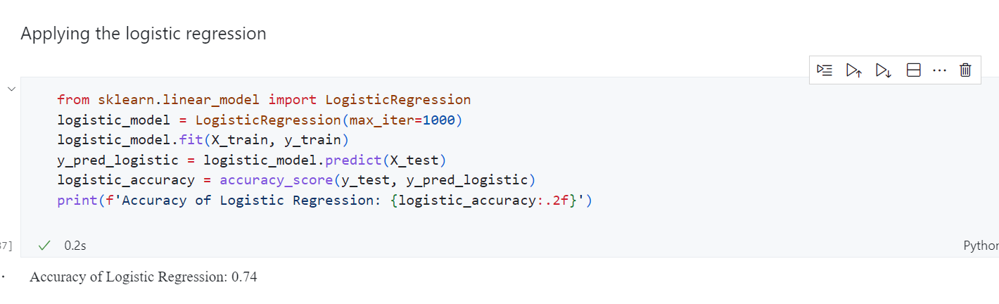 Applying the logistic regression
from sklearn.linear_model import LogisticRegression
logistic_model = LogisticRegression(max_iter=1000)
logistic_model.fit(X_train, y_train)
y_pred_logistic = logistic_model.predict(X_test)
logistic_accuracy = accuracy_score(y_test, y_pred_logistic)
print(f'Accuracy of Logistic Regression: {logistic_accuracy:.2f}')
7] 0.2s
Accuracy of Logistic Regression: 0.74